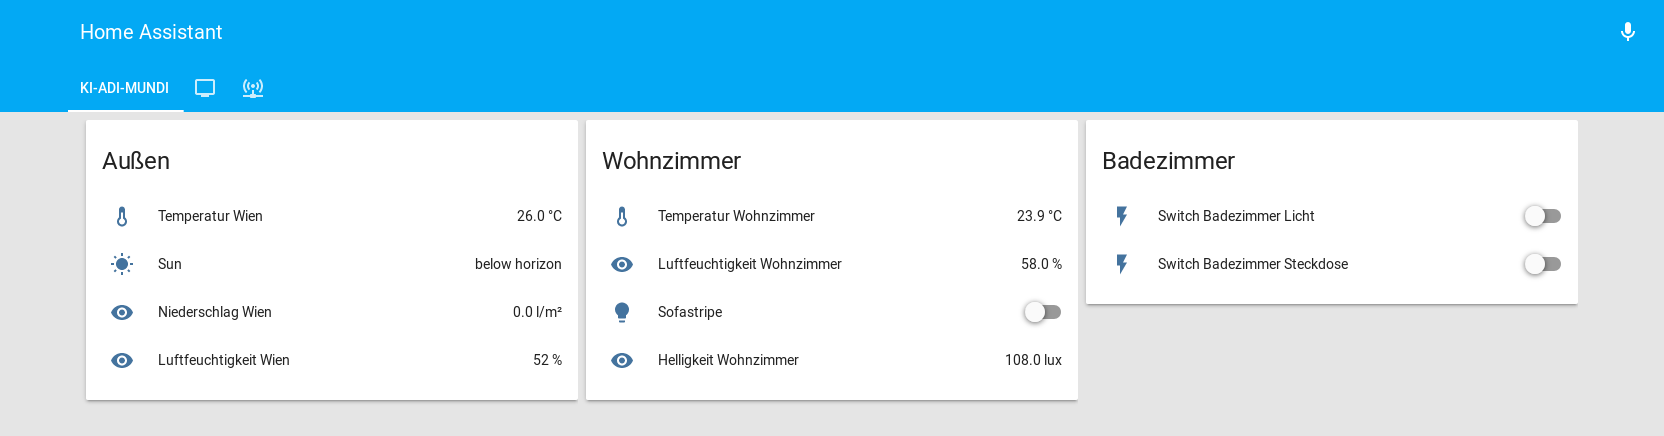 Home Assistant
KI-ADI-MUNDI
Außen
Temperatur Wien 26.0 °C
Sun below horizon
Niederschlag Wien 0.0 l/m²
Luftfeuchtigkeit Wien 52 %
Wohnzimmer
Temperatur Wohnzimmer 23.9 °C
Luftfeuchtigkeit Wohnzimmer 58.0 %
Sofastripe
Helligkeit Wohnzimmer 108.0 lux
Badezimmer
Switch Badezimmer Licht
Switch Badezimmer Steckdose